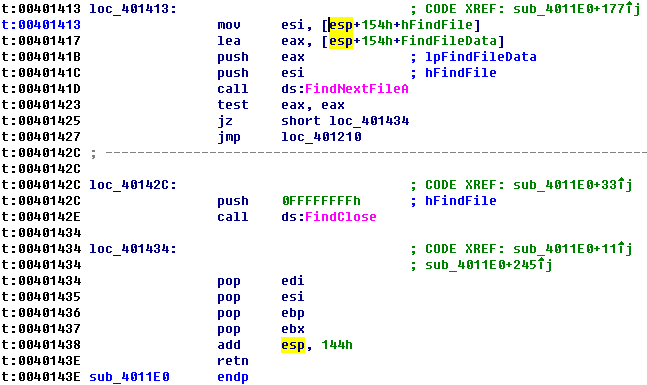 t:00401413 loc_401413: ; CODE XREF: sub_4011E0+177↑j
t:00401413 mov esi, [esp+154h+hFindFile]
t:00401417 lea eax, [esp+154h+FindFileData]
t:0040141B push eax ; lpFindFileData
t:0040141C push esi ; hFindFile
t:0040141D call ds:FindNextFileA
t:00401423 test eax, eax
t:00401425 jz short loc_401434
t:00401427 jmp loc_401210
t:0040142C ; ---------------------------------------------------------------------------
t:0040142C
t:0040142C loc_40142C: ; CODE XREF: sub_4011E0+33↑j
t:0040142C push 0FFFFFFFFh ; hFindFile
t:0040142E call ds:FindClose
t:00401434
t:00401434 loc_401434: ; CODE XREF: sub_4011E0+11↑j
t:00401434 ; sub_4011E0+245↑j
t:00401434 pop edi
t:00401435 pop esi
t:00401436 pop ebp
t:00401437 pop ebx
t:00401438 add esp, 144h
t:0040143E retn
t:0040143E sub_4011E0 endp